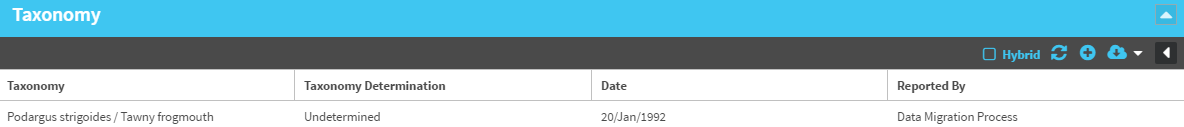 Taxonomy
Hybrid
Taxonomy Taxonomy Determination Date Reported By
Podargus strigoides / Tawny frogmouth Undetermined 20/Jan/1992 Data Migration Process